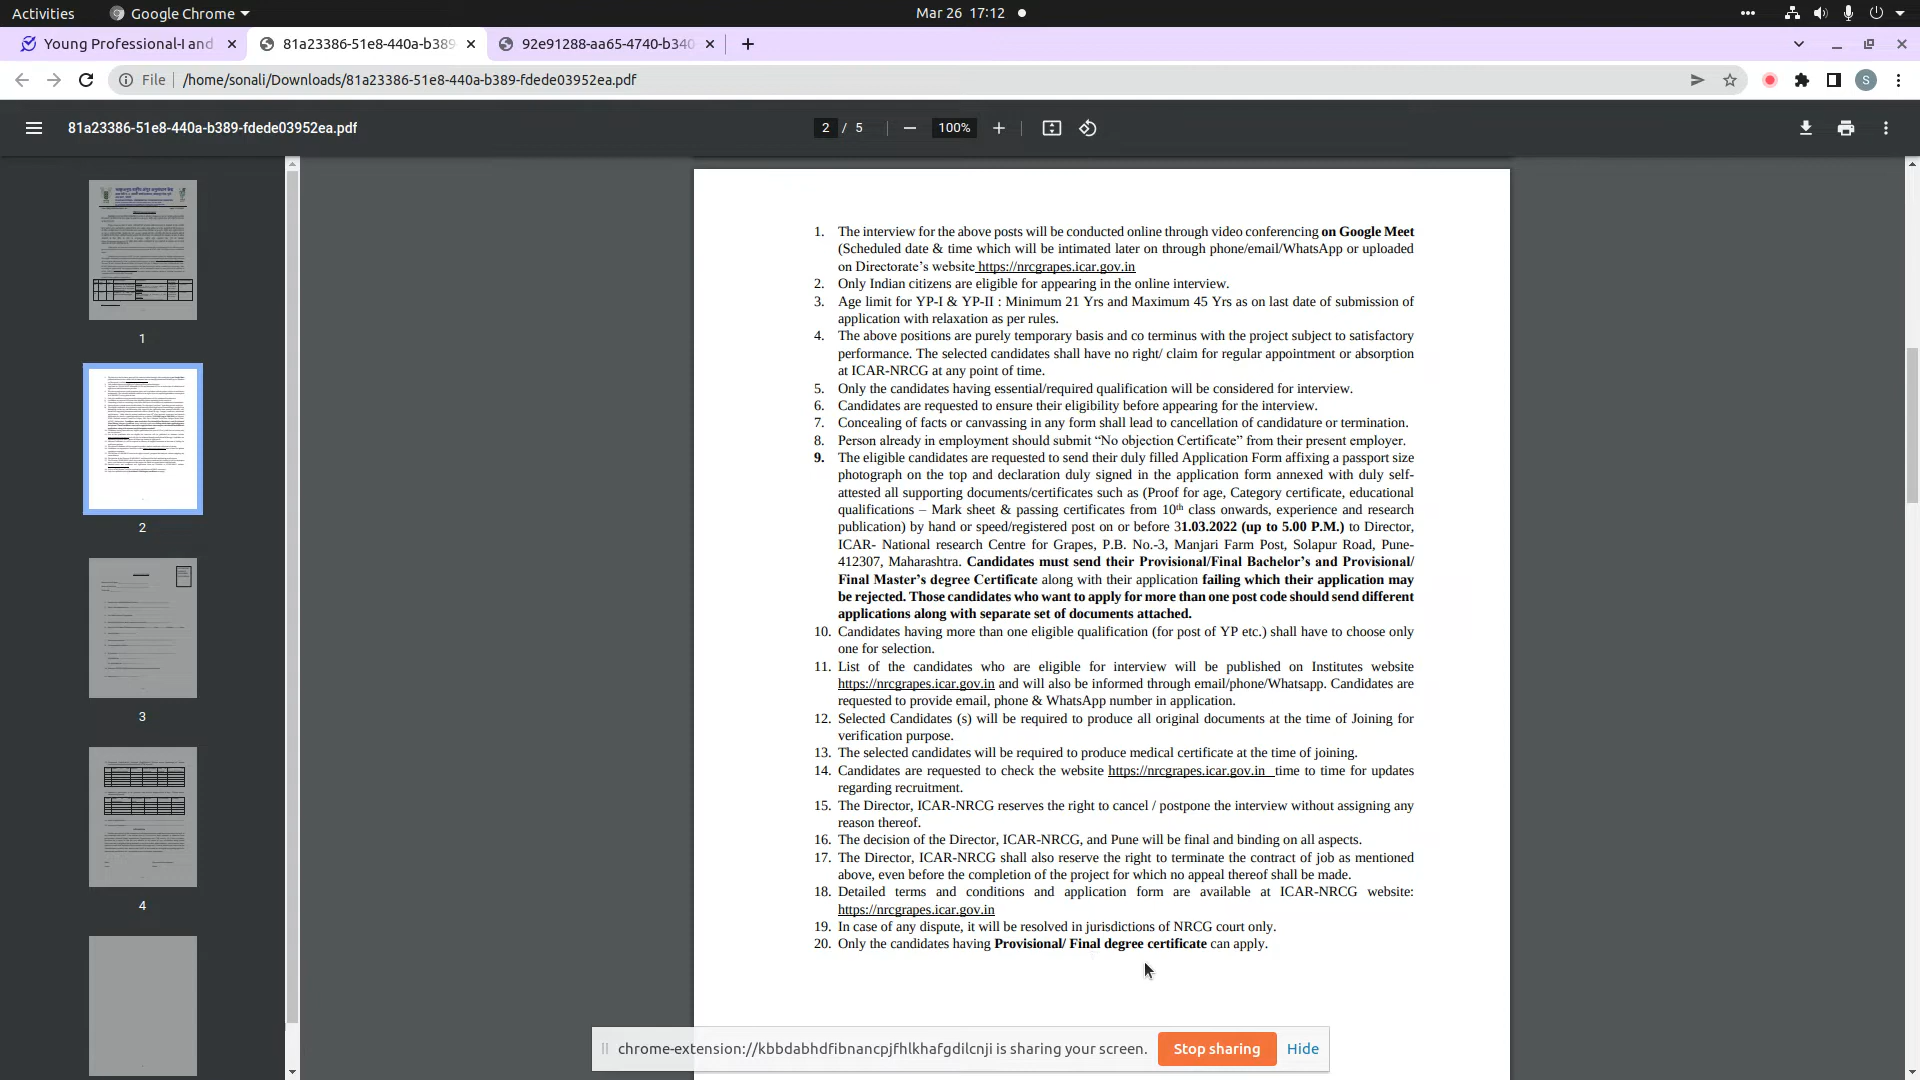 Activities Google Chrome Mar 26 17:12
Young Professional-I and 81a23386-51e8-440a-b389- 92e91288-aa65-4740-b340
File /home/sonali/Downloads/81a23386-51e8-440a-b389-fdede03952ea.pdf S
81a23386-51e8-440a-b389-fdede03952ea.pdf 2 / 5 100%
1
2
3
4
1. The interview for the above posts will be conducted online through video conferencing on Google Meet
(Scheduled date & time which will be intimated later on through phone/email/WhatsApp or uploaded
on Directorate’s website https://nrcgrapes.icar.gov.in
2. Only Indian citizens are eligible for appearing in the online interview.
3. Age limit for YP-I & YP-II : Minimum 21 Yrs and Maximum 45 Yrs as on last date of submission of
application with relaxation as per rules.
4. The above positions are purely temporary basis and co terminus with the project subject to satisfactory
performance. The selected candidates shall have no right/ claim for regular appointment or absorption
at ICAR-NRCG at any point of time.
5. Only the candidates having essential/required qualification will be considered for interview.
6. Candidates are requested to ensure their eligibility before appearing for the interview.
7. Concealing of facts or canvassing in any form shall lead to cancellation of candidature or termination.
8. Person already in employment should submit “No objection Certificate” from their present employer.
9. The eligible candidates are requested to send their duly filled Application Form affixing a passport size
photograph on the top and declaration duly signed in the application form annexed with duly self-
attested all supporting documents/certificates such as (Proof for age, Category certificate, educational
qualifications – Mark sheet & passing certificates from 10th class onwards, experience and research
publication) by hand or speed/registered post on or before 31.03.2022 (up to 5.00 P.M.) to Director,
ICAR- National research Centre for Grapes, P.B. No.-3, Manjari Farm Post, Solapur Road, Pune-
412307, Maharashtra. Candidates must send their Provisional/Final Bachelor’s and Provisional/
Final Master’s degree Certificate along with their application failing which their application may
be rejected. Those candidates who want to apply for more than one post code should send different
applications along with separate set of documents attached.
10. Candidates having more than one eligible qualification (for post of YP etc.) shall have to choose only
one for selection.
11. List of the candidates who are eligible for interview will be published on Institutes website
https://nrcgrapes.icar.gov.in and will also be informed through email/phone/Whatsapp. Candidates are
requested to provide email, phone & WhatsApp number in application.
12. Selected Candidates (s) will be required to produce all original documents at the time of Joining for
verification purpose.
13. The selected candidates will be required to produce medical certificate at the time of joining.
14. Candidates are requested to check the website https://nrcgrapes.icar.gov.in time to time for updates
regarding recruitment.
15. The Director, ICAR-NRCG reserves the right to cancel / postpone the interview without assigning any
reason thereof.
16. The decision of the Director, ICAR-NRCG, and Pune will be final and binding on all aspects.
17. The Director, ICAR-NRCG shall also reserve the right to terminate the contract of job as mentioned
above, even before the completion of the project for which no appeal thereof shall be made.
18. Detailed terms and conditions and application form are available at ICAR-NRCG website:
https://nrcgrapes.icar.gov.in
19. In case of any dispute, it will be resolved in jurisdictions of NRCG court only.
20. Only the candidates having Provisional/ Final degree certificate can apply.
chrome-extension://kbbdabhdfibnancpjfhlkhafgdilcnji is sharing your screen. Stop sharing Hide